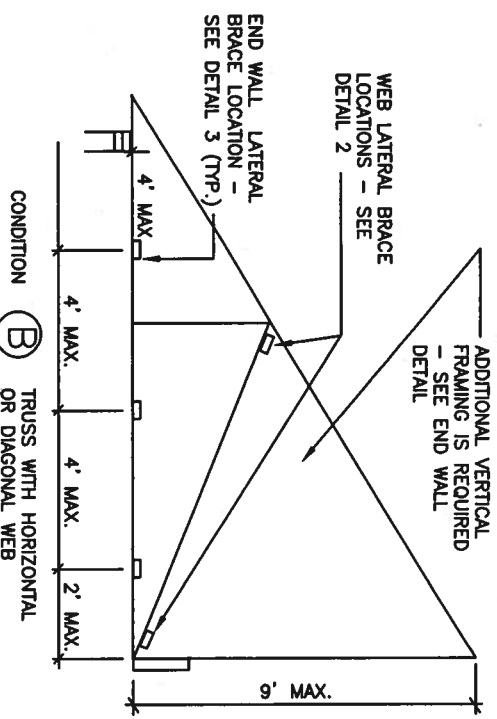 ADDITIONAL VERTICAL
FRAMING IS REQUIRED
- SEE END WALL
DETAIL
WEB LATERAL BRACE
LOCATIONS - SEE
DETAIL 2
END WALL LATERAL
BRACE LOCATION -
SEE DETAIL 3 (TYP.)
4' MAX
4' MAX.
4' MAX.
2' MAX.
9' MAX.
CONDITION B TRUSS WITH HORIZONTAL
OR DIAGONAL WEB